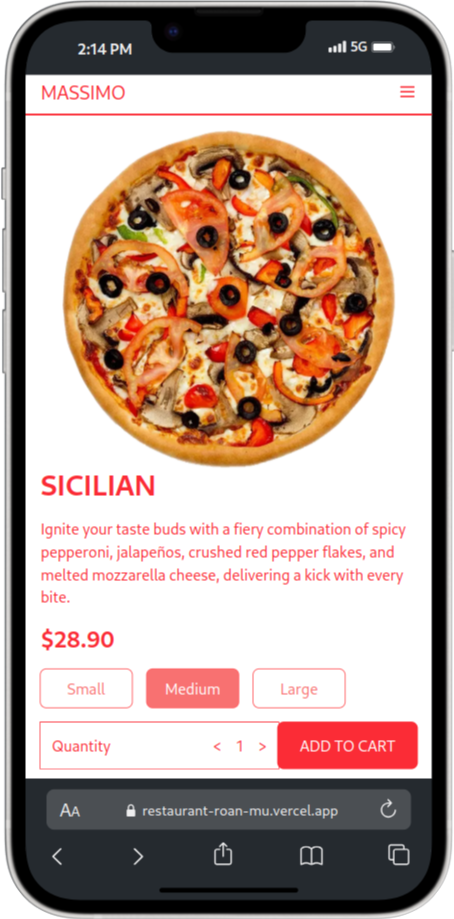 2:14 PM 5G
MASSIMO
SICILIAN
Ignite your taste buds with a fiery combination of spicy
pepperoni, jalapeños, crushed red pepper flakes, and
melted mozzarella cheese, delivering a kick with every
bite.
$28.90
Small Medium Large
Quantity < 1 > ADD TO CART
AA restaurant-roan-mu.vercel.app